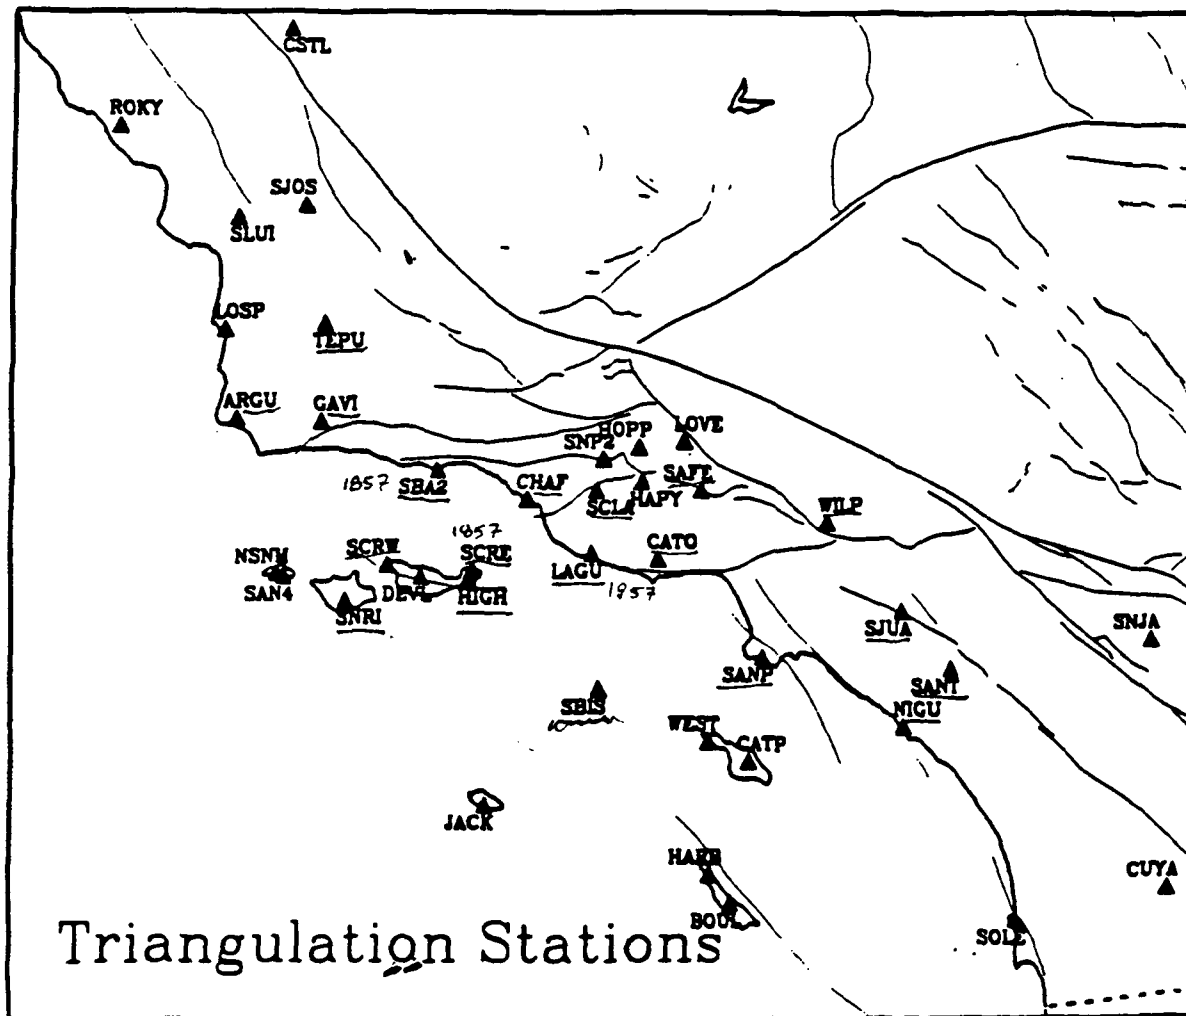 CSTL
ROKY
SJOS
SLUI
LOSP
TEPU
ARGU
GAVI
LOVE
HOPP
SNP2
SAFE
CHAF
1857
SBA2
HAPY
SCLA
WILP
1857
SCRW
SCRE
CATO
NSNM
LAGU
SAN4
DEVL
HIGH
1857
SNRI
SJUA
SNJA
SANP
SANT
SBIS
NIGU
WEST
CATP
JACK
HARB
CUYA
BOUL
SOLE
Triangulation Stations